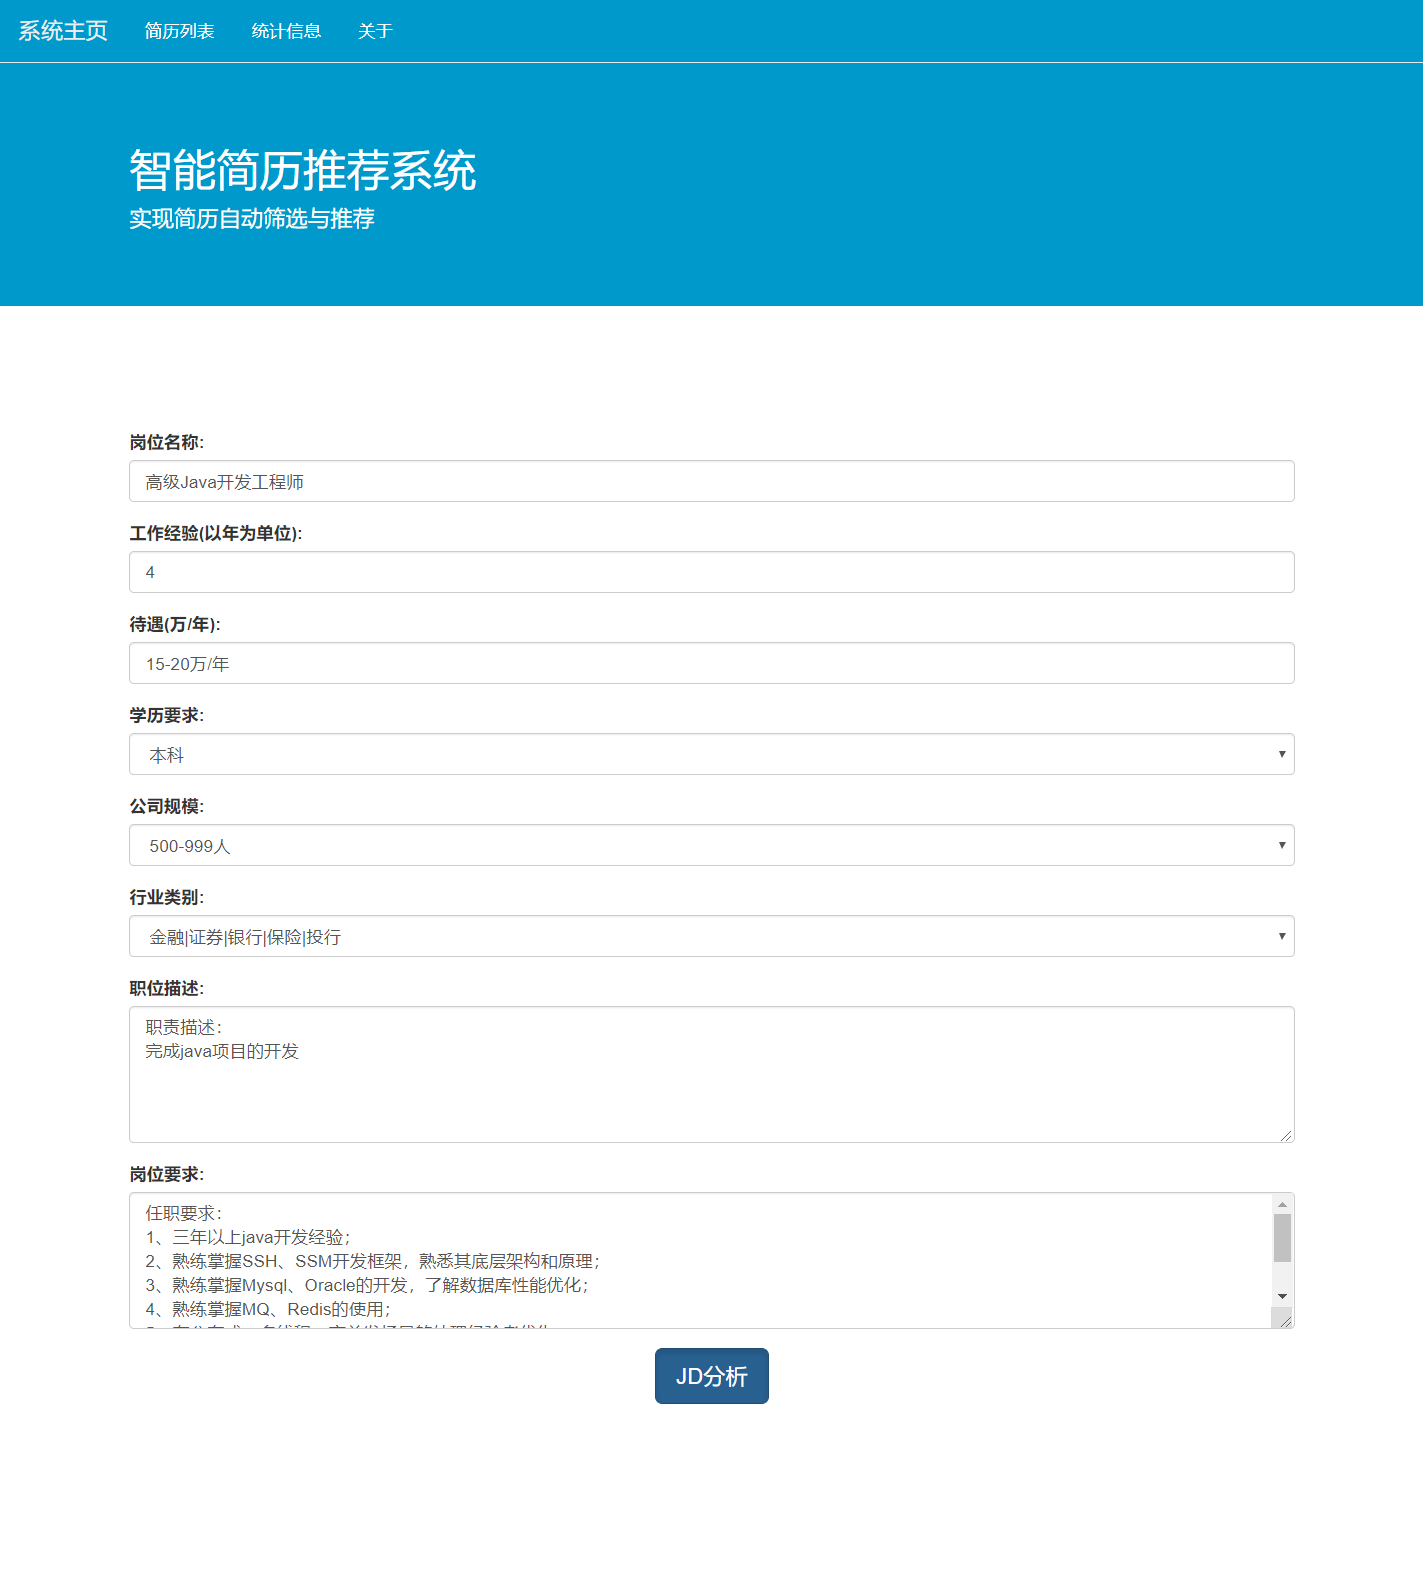 系统主页 简历列表 统计信息 关于
智能简历推荐系统
实现简历自动筛选与推荐
岗位名称:
高级Java开发工程师
工作经验(以年为单位):
4
待遇(万/年):
15-20万/年
学历要求:
本科
公司规模:
500-999人
行业类别:
金融|证券|银行|保险|投行
职位描述:
职责描述：
完成java项目的开发
岗位要求:
任职要求：
1、三年以上java开发经验；
2、熟练掌握SSH、SSM开发框架，熟悉其底层架构和原理；
3、熟练掌握Mysql、Oracle的开发，了解数据库性能优化；
4、熟练掌握MQ、Redis的使用；
JD分析